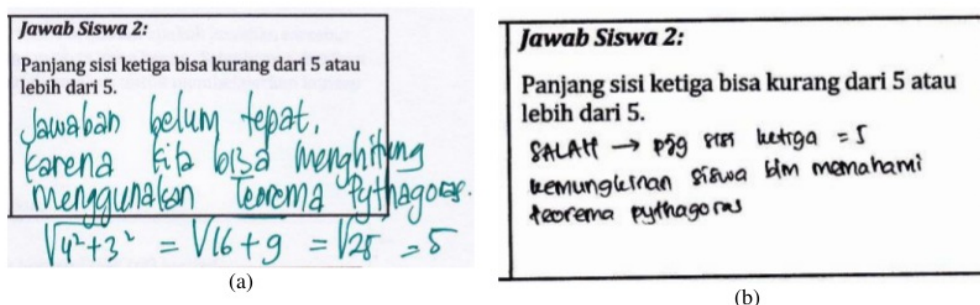 Jawab Siswa 2:
Panjang sisi ketiga bisa kurang dari 5 atau
lebih dari 5.
Jawaban belum tepat,
karena kita bisa menghitung
menggunakan Teorema Pythagoras.
√4²+3² = √16+9 = √25 = 5
(a)
Jawab Siswa 2:
Panjang sisi ketiga bisa kurang dari 5 atau
lebih dari 5.
SALAH → pjg sisi ketiga = 5
kemungkinan siswa blm memahami
teorema pythagoras
(b)